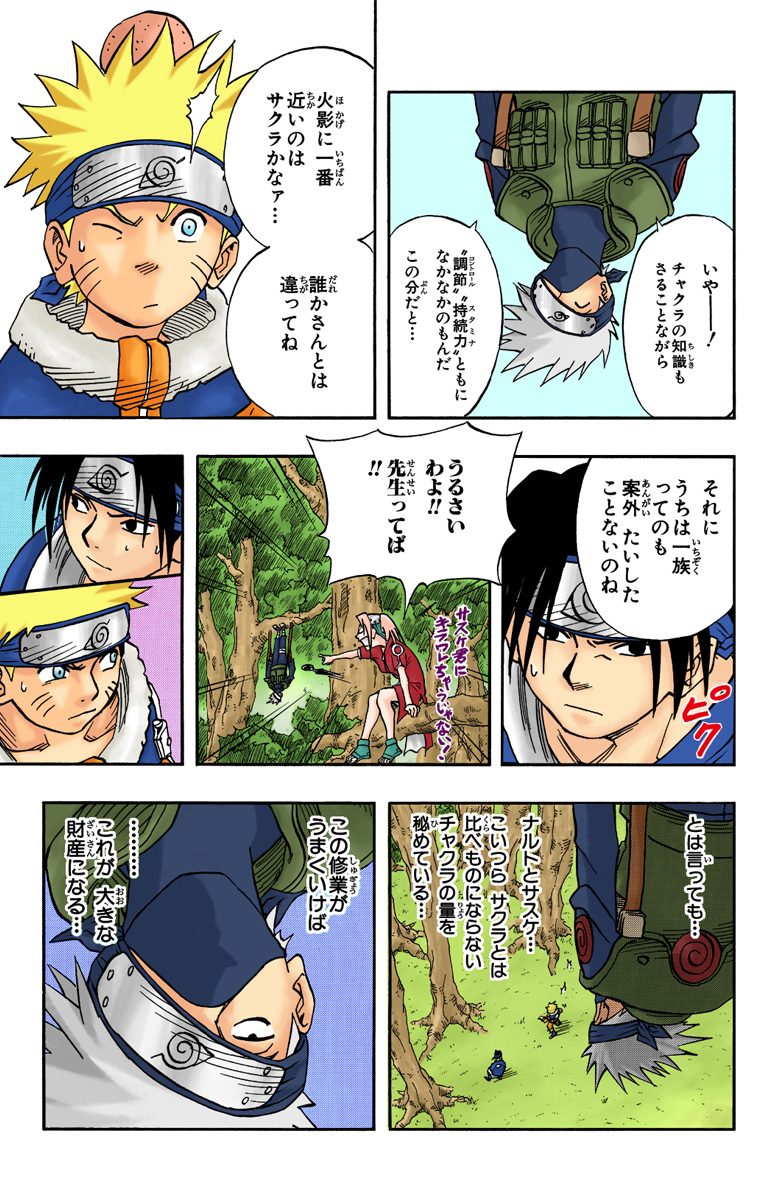 いや━━！
チャクラの知識も
さることながら
〝調節〟〝持続力〟ともに
なかなかのもんだ
この分だと…
火影に一番
近いのは
サクラかなァ…
誰かさんとは
違ってね
それに
うちは一族
ってのも
案外 たいした
ことないのね
ピク
うるさい
わよ!!
先生ってば
!!
サスケ君に
キラワレちゃうじゃない！
とは言っても…
ナルトとサスケ…
こいつら サクラとは
比べものにならない
チャクラの量を
秘めている…
この修業が
うまくいけば
………
これが 大きな
財産になる…